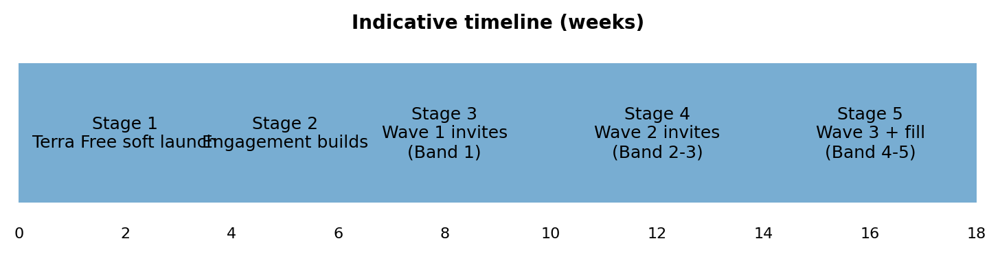 Indicative timeline (weeks)
Stage 1
Terra Free soft launch
Stage 2
Engagement builds
Stage 3
Wave 1 invites
(Band 1)
Stage 4
Wave 2 invites
(Band 2-3)
Stage 5
Wave 3 + fill
(Band 4-5)
0 2 4 6 8 10 12 14 16 18